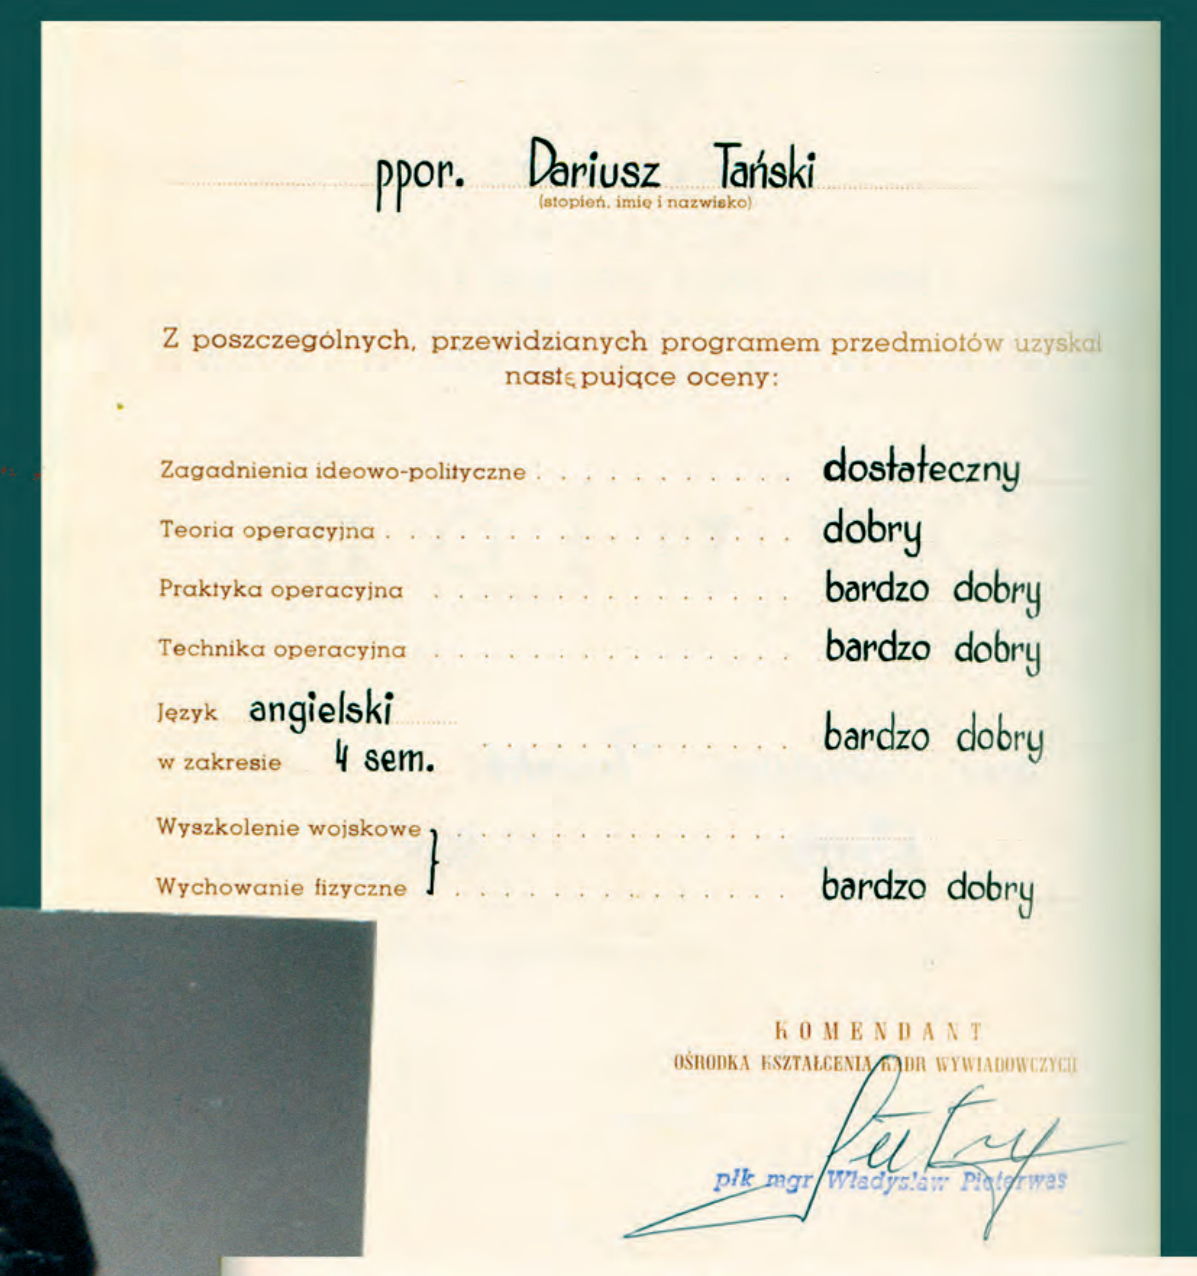 ppor. Dariusz Tański
(stopień, imię i nazwisko)
Z poszczególnych, przewidzianych programem przedmiotów uzyskał
następujące oceny:
Zagadnienia ideowo-polityczne . . . . . . . . . . . dostateczny
Teoria operacyjna . . . . . . . . . . . . . . . . dobry
Praktyka operacyjna . . . . . . . . . . . . . . bardzo dobry
Technika operacyjna . . . . . . . . . . . . . . bardzo dobry
Język angielski
w zakresie 4 sem. . . . . . . . . . . . . bardzo dobry
Wyszkolenie wojskowe } . . . . . . . . . . . . .
Wychowanie fizyczne . . . . . . . . . . . . . bardzo dobry
KOMENDANT
OŚRODKA KSZTAŁCENIA KADR WYWIADOWCZYCH
płk mgr Władysław Pieterwas